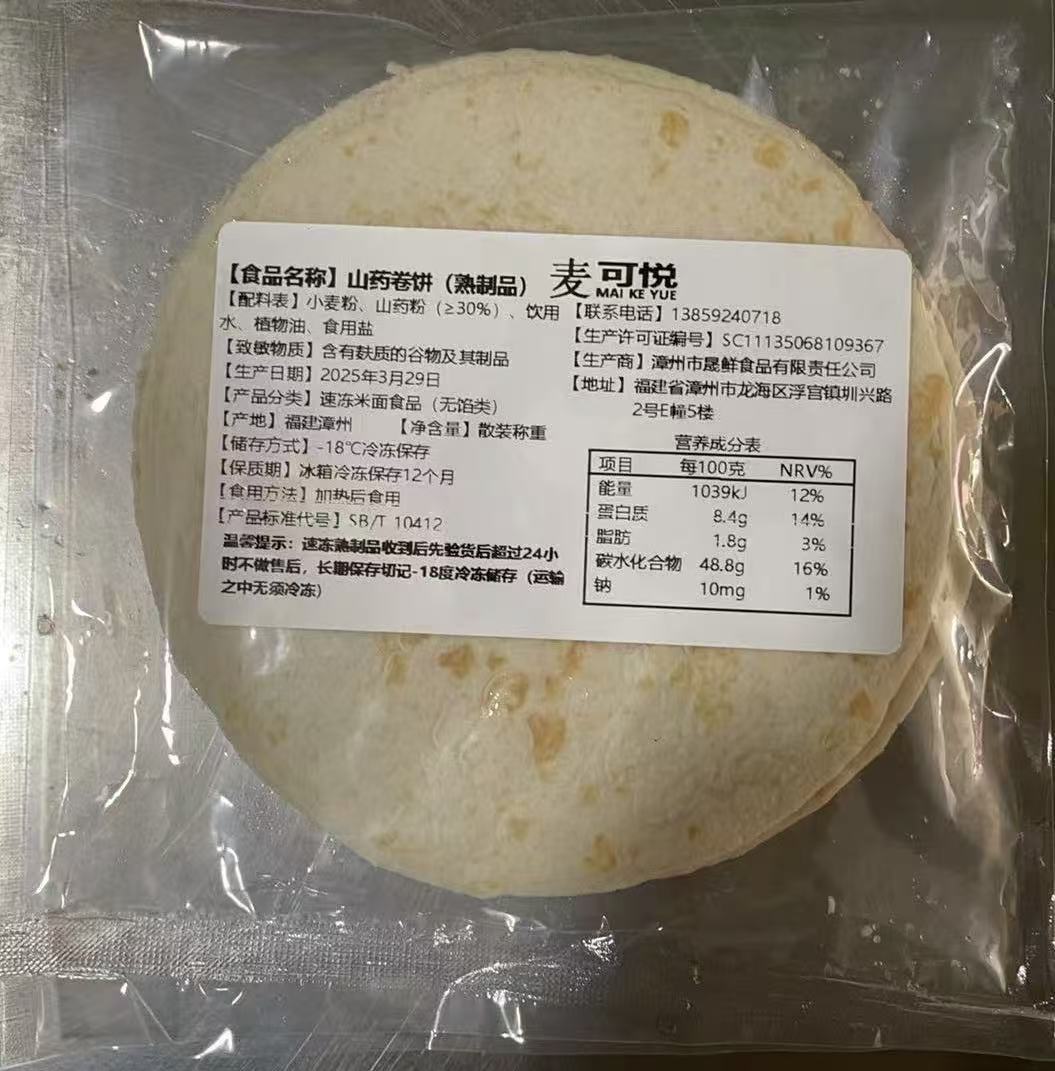 【食品名称】山药卷饼（熟制品）
【配料表】小麦粉、山药粉（≥30%）、饮用
水、植物油、食用盐
【致敏物质】含有麸质的谷物及其制品
【生产日期】2025年3月29日
【产品分类】速冻米面食品（无馅类）
【产地】福建漳州 【净含量】散装称重
【储存方式】-18℃冷冻保存
【保质期】冰箱冷冻保存12个月
【食用方法】加热后食用
【产品标准代号】SB/T 10412
温馨提示：速冻熟制品收到后先验货后超过24小
时不做售后，长期保存切记-18度冷冻储存（运输
之中无须冷冻）
麦可悦
MAI KE YUE
【联系电话】13859240718
【生产许可证编号】SC11135068109367
【生产商】漳州市晟鲜食品有限责任公司
【地址】福建省漳州市龙海区浮宫镇圳兴路
2号E幢5楼
营养成分表
项目 每100克 NRV%
能量 1039kJ 12%
蛋白质 8.4g 14%
脂肪 1.8g 3%
碳水化合物 48.8g 16%
钠 10mg 1%